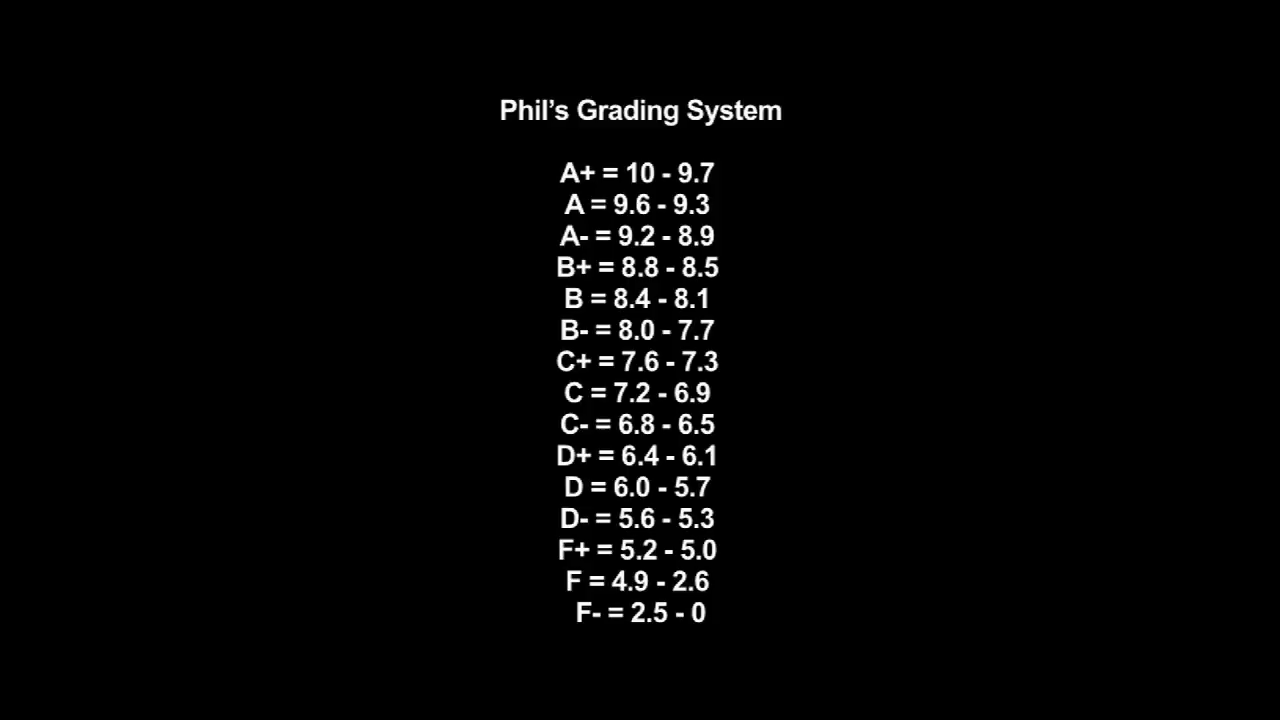 Phil’s Grading System
A+ = 10 - 9.7
A = 9.6 - 9.3
A- = 9.2 - 8.9
B+ = 8.8 - 8.5
B = 8.4 - 8.1
B- = 8.0 - 7.7
C+ = 7.6 - 7.3
C = 7.2 - 6.9
C- = 6.8 - 6.5
D+ = 6.4 - 6.1
D = 6.0 - 5.7
D- = 5.6 - 5.3
F+ = 5.2 - 5.0
F = 4.9 - 2.6
F- = 2.5 - 0